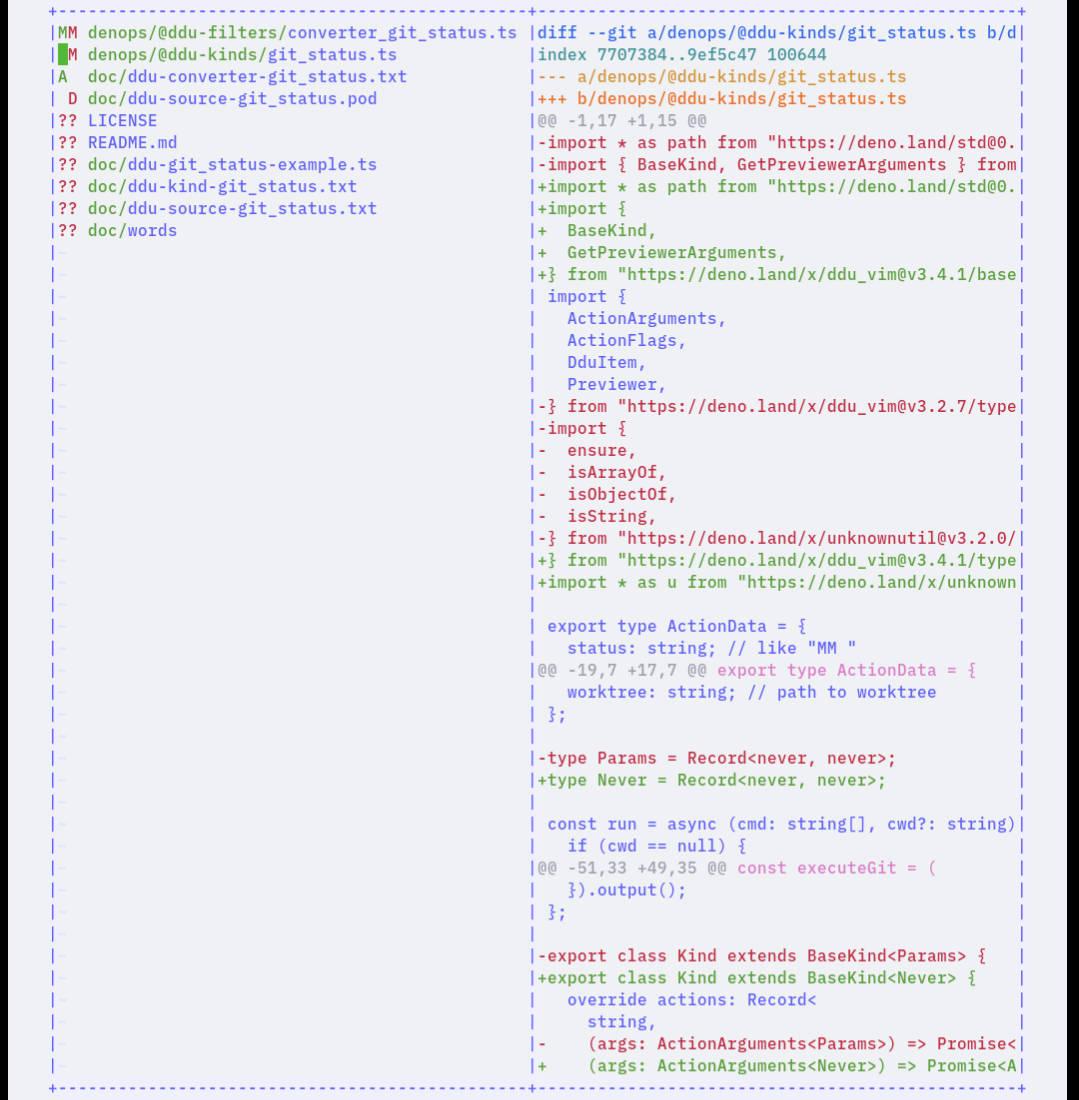 MM denops/@ddu-filters/converter_git_status.ts
 M denops/@ddu-kinds/git_status.ts
A  doc/ddu-converter-git_status.txt
 D doc/ddu-source-git_status.pod
?? LICENSE
?? README.md
?? doc/ddu-git_status-example.ts
?? doc/ddu-kind-git_status.txt
?? doc/ddu-source-git_status.txt
?? doc/words
diff --git a/denops/@ddu-kinds/git_status.ts b/d
index 7707384..9ef5c47 100644
--- a/denops/@ddu-kinds/git_status.ts
+++ b/denops/@ddu-kinds/git_status.ts
@@ -1,17 +1,15 @@
-import * as path from "https://deno.land/std@0.
-import { BaseKind, GetPreviewerArguments } from
+import * as path from "https://deno.land/std@0.
+import {
+  BaseKind,
+  GetPreviewerArguments,
+} from "https://deno.land/x/ddu_vim@v3.4.1/base
 import {
   ActionArguments,
   ActionFlags,
   DduItem,
   Previewer,
-} from "https://deno.land/x/ddu_vim@v3.2.7/type
-import {
-  ensure,
-  isArrayOf,
-  isObjectOf,
-  isString,
-} from "https://deno.land/x/unknownutil@v3.2.0/
+} from "https://deno.land/x/ddu_vim@v3.4.1/type
+import * as u from "https://deno.land/x/unknown
 export type ActionData = {
   status: string; // like "MM "
@@ -19,7 +17,7 @@ export type ActionData = {
   worktree: string; // path to worktree
 };
-type Params = Record<never, never>;
+type Never = Record<never, never>;
 const run = async (cmd: string[], cwd?: string)
   if (cwd == null) {
@@ -51,33 +49,35 @@ const executeGit = (
   }).output();
 };
-export class Kind extends BaseKind<Params> {
+export class Kind extends BaseKind<Never> {
   override actions: Record<
     string,
-    (args: ActionArguments<Params>) => Promise<
+    (args: ActionArguments<Never>) => Promise<A